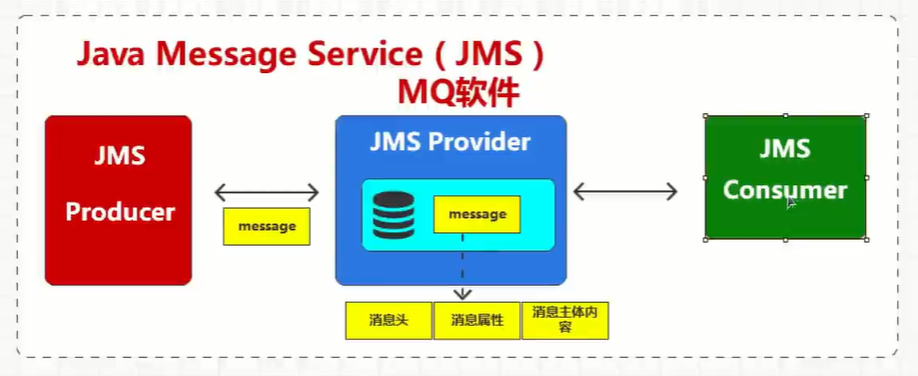 Java Message Service（JMS）
MQ软件
JMS
Producer
message
JMS Provider
message
JMS
Consumer
消息头
消息属性
消息主体内
容